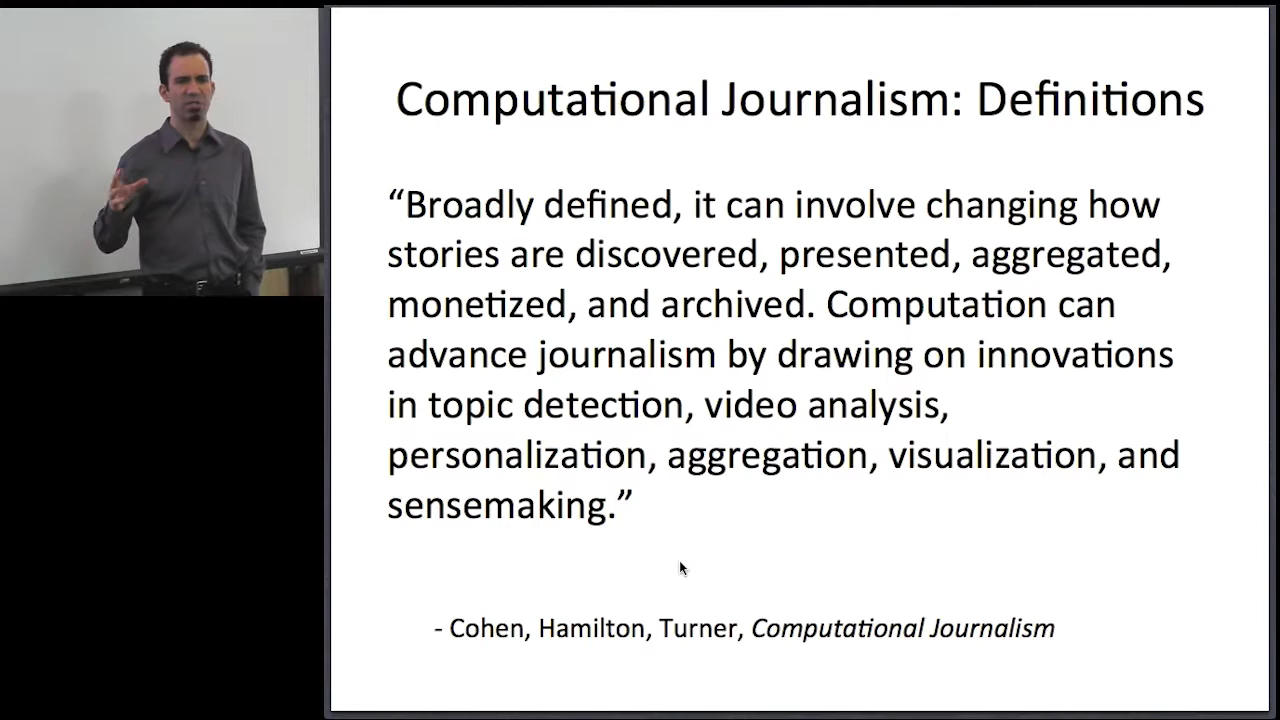 Computational Journalism: Definitions
“Broadly defined, it can involve changing how
stories are discovered, presented, aggregated,
monetized, and archived. Computation can
advance journalism by drawing on innovations
in topic detection, video analysis,
personalization, aggregation, visualization, and
sensemaking.”
- Cohen, Hamilton, Turner, Computational Journalism